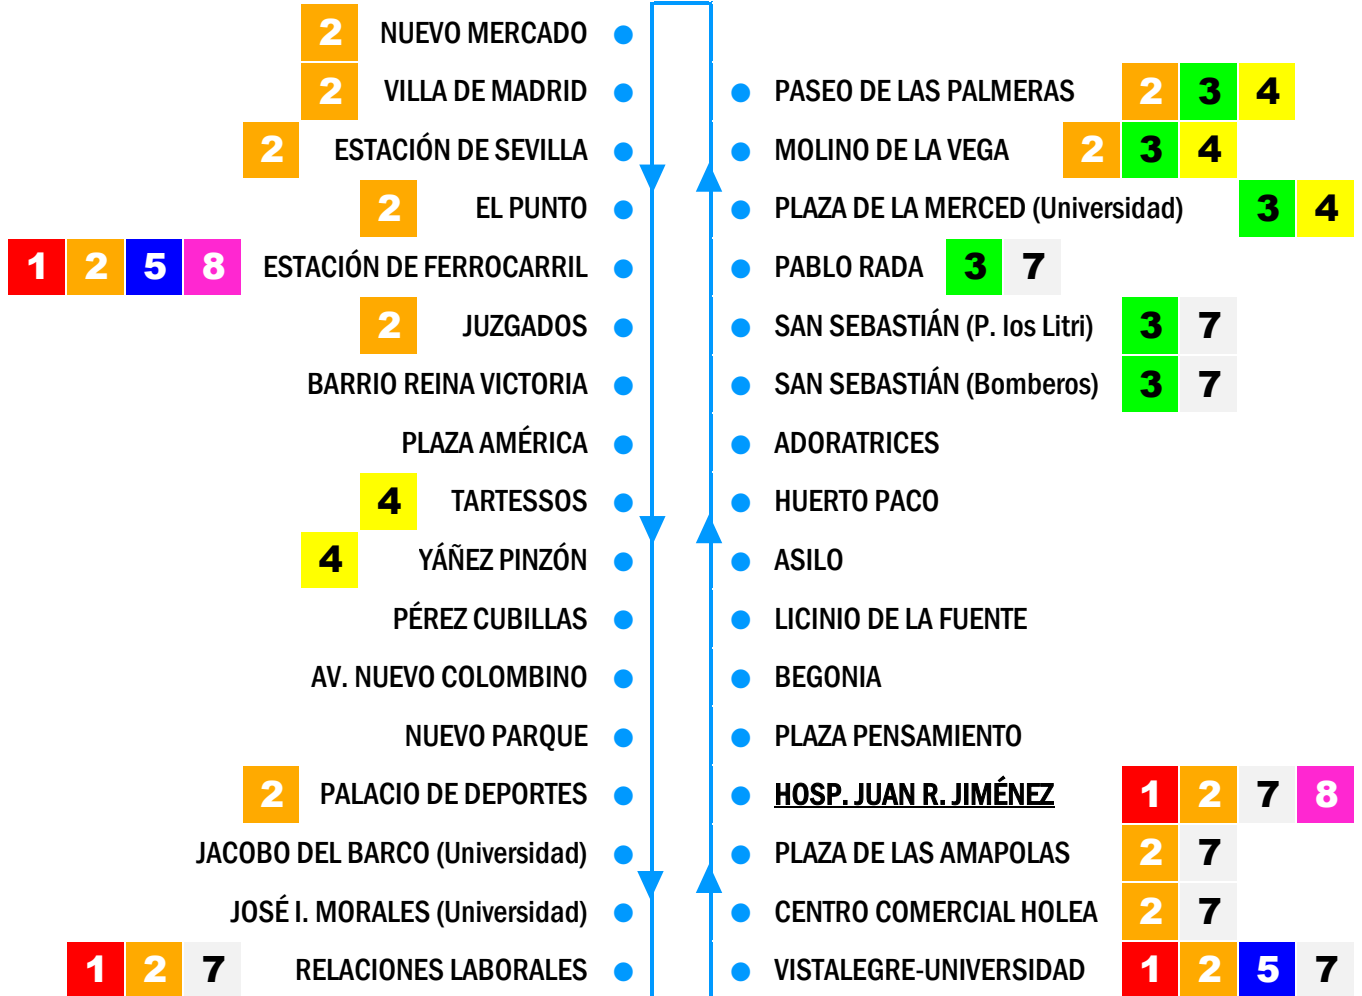 2 NUEVO MERCADO
2 VILLA DE MADRID PASEO DE LAS PALMERAS 2 3 4
2 ESTACIÓN DE SEVILLA MOLINO DE LA VEGA 2 3 4
2 EL PUNTO PLAZA DE LA MERCED (Universidad) 3 4
1 2 5 8 ESTACIÓN DE FERROCARRIL PABLO RADA 3 7
2 JUZGADOS SAN SEBASTIÁN (P. los Litri) 3 7
BARRIO REINA VICTORIA SAN SEBASTIÁN (Bomberos) 3 7
PLAZA AMÉRICA ADORATRICES
4 TARTESSOS HUERTO PACO
4 YÁÑEZ PINZÓN ASILO
PÉREZ CUBILLAS LICINIO DE LA FUENTE
AV. NUEVO COLOMBINO BEGONIA
NUEVO PARQUE PLAZA PENSAMIENTO
2 PALACIO DE DEPORTES HOSP. JUAN R. JIMÉNEZ 1 2 7 8
JACOBO DEL BARCO (Universidad) PLAZA DE LAS AMAPOLAS 2 7
JOSÉ I. MORALES (Universidad) CENTRO COMERCIAL HOLEA 2 7
1 2 7 RELACIONES LABORALES VISTALEGRE-UNIVERSIDAD 1 2 5 7